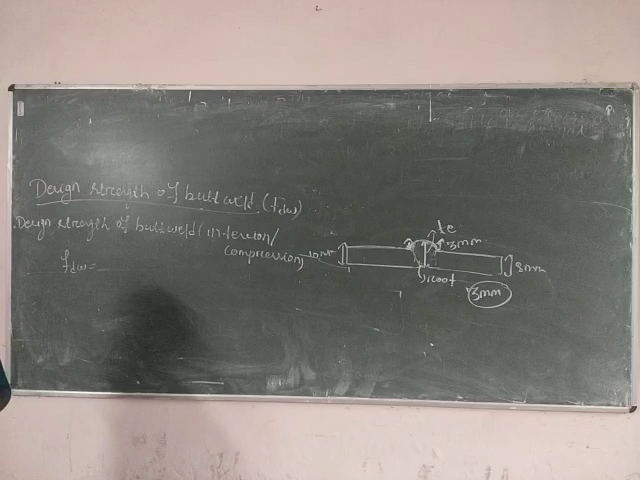 Design strength of butt weld (fdw)
Design strength of butt weld (in tension/
compression)
fdw =
te
3mm
10mm
8mm
root
3mm